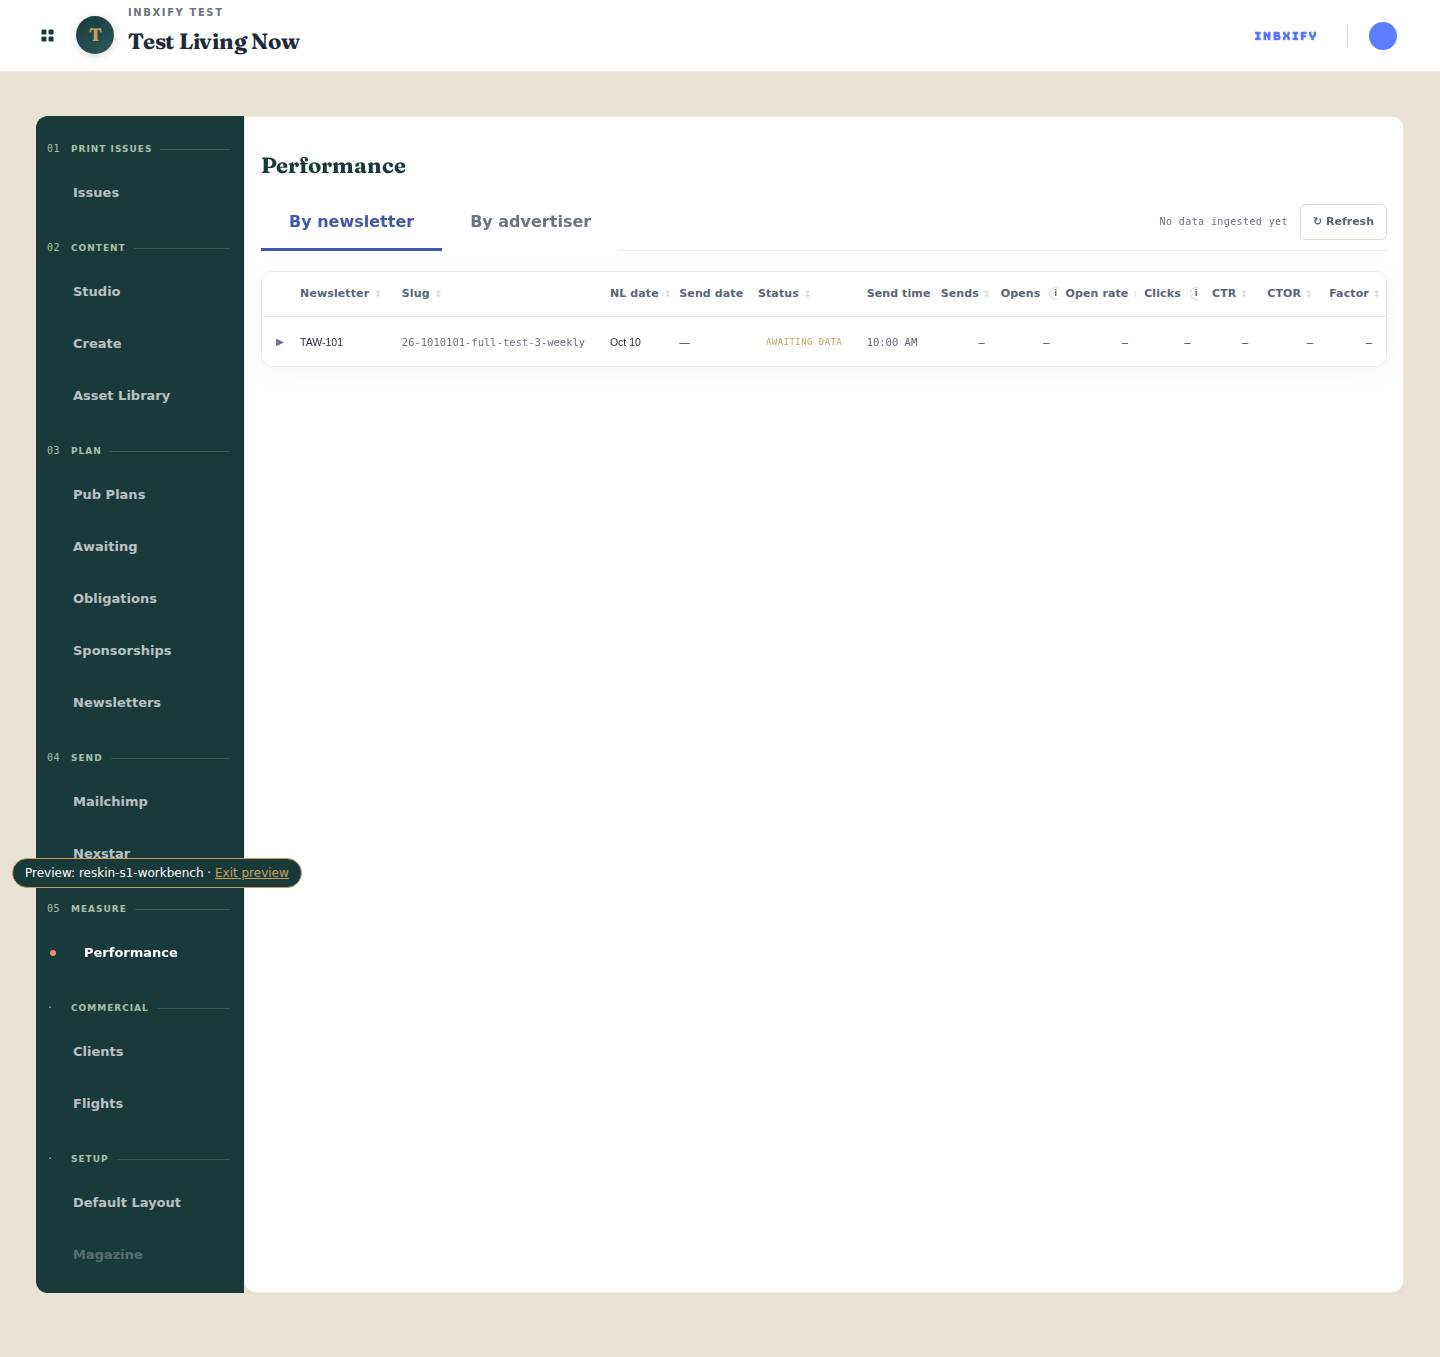 INBXIFY TEST
T
Test Living Now
INBXIFY
01 PRINT ISSUES
Issues
02 CONTENT
Studio
Create
Asset Library
03 PLAN
Pub Plans
Awaiting
Obligations
Sponsorships
Newsletters
04 SEND
Mailchimp
Nexstar
Preview: reskin-s1-workbench · Exit preview
05 MEASURE
Performance
· COMMERCIAL
Clients
Flights
· SETUP
Default Layout
Magazine
Performance
By newsletter By advertiser No data ingested yet ↻ Refresh
Newsletter ↕ Slug ↕ NL date ↕ Send date Status ↕ Send time Sends ↕ Opens i Open rate Clicks i CTR ↕ CTOR ↕ Factor ↕
▶ TAW-101 26-1010101-full-test-3-weekly Oct 10 — AWAITING DATA 10:00 AM – – – – – – –